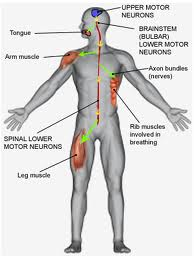 UPPER MOTOR
NEURONS
Tongue
BRAINSTEM
(BULBAR)
LOWER MOTOR
NEURONS
Arm muscle
Axon bundles
(nerves)
SPINAL LOWER
MOTOR NEURONS
Rib muscles
involved in
breathing
Leg muscle